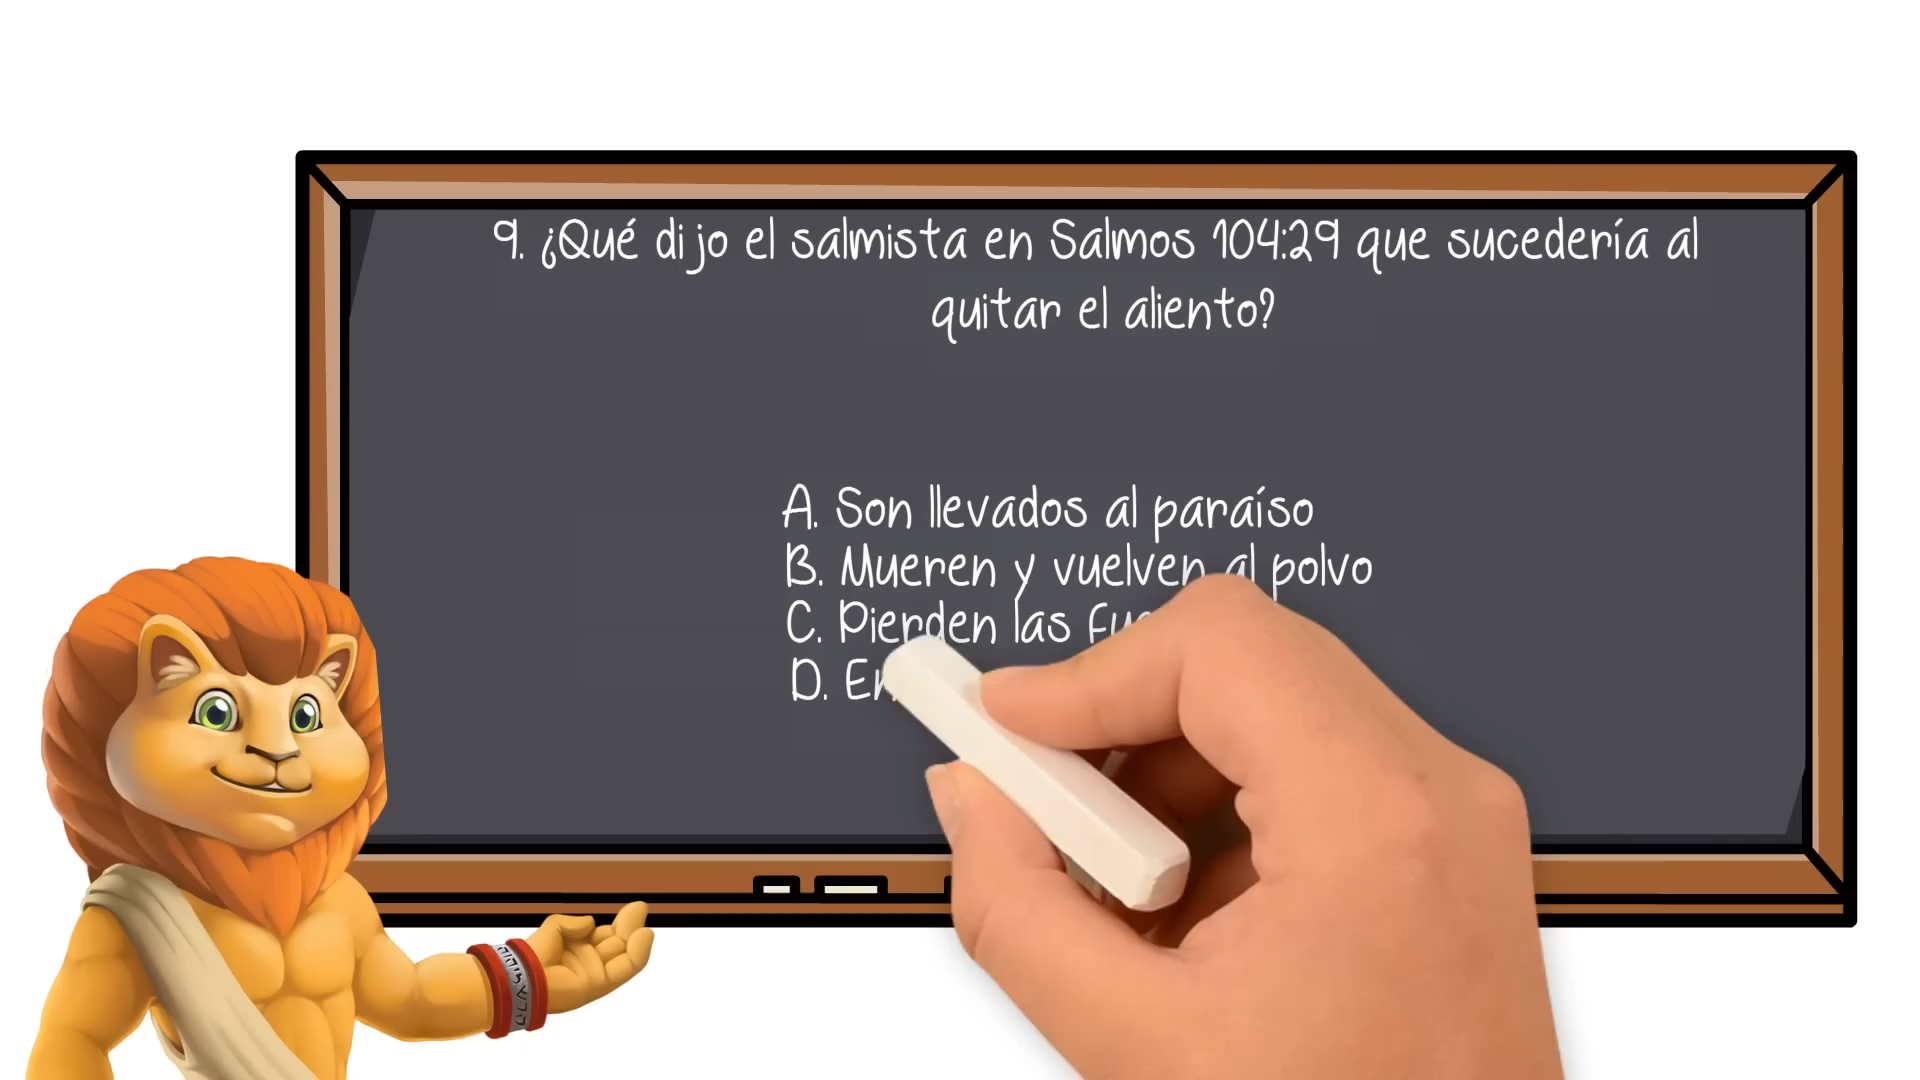 9. ¿Qué dijo el salmista en Salmos 104:29 que sucedería al
quitar el aliento?
A. Son llevados al paraíso
B. Mueren y vuelven al polvo
C. Pierden las
D.